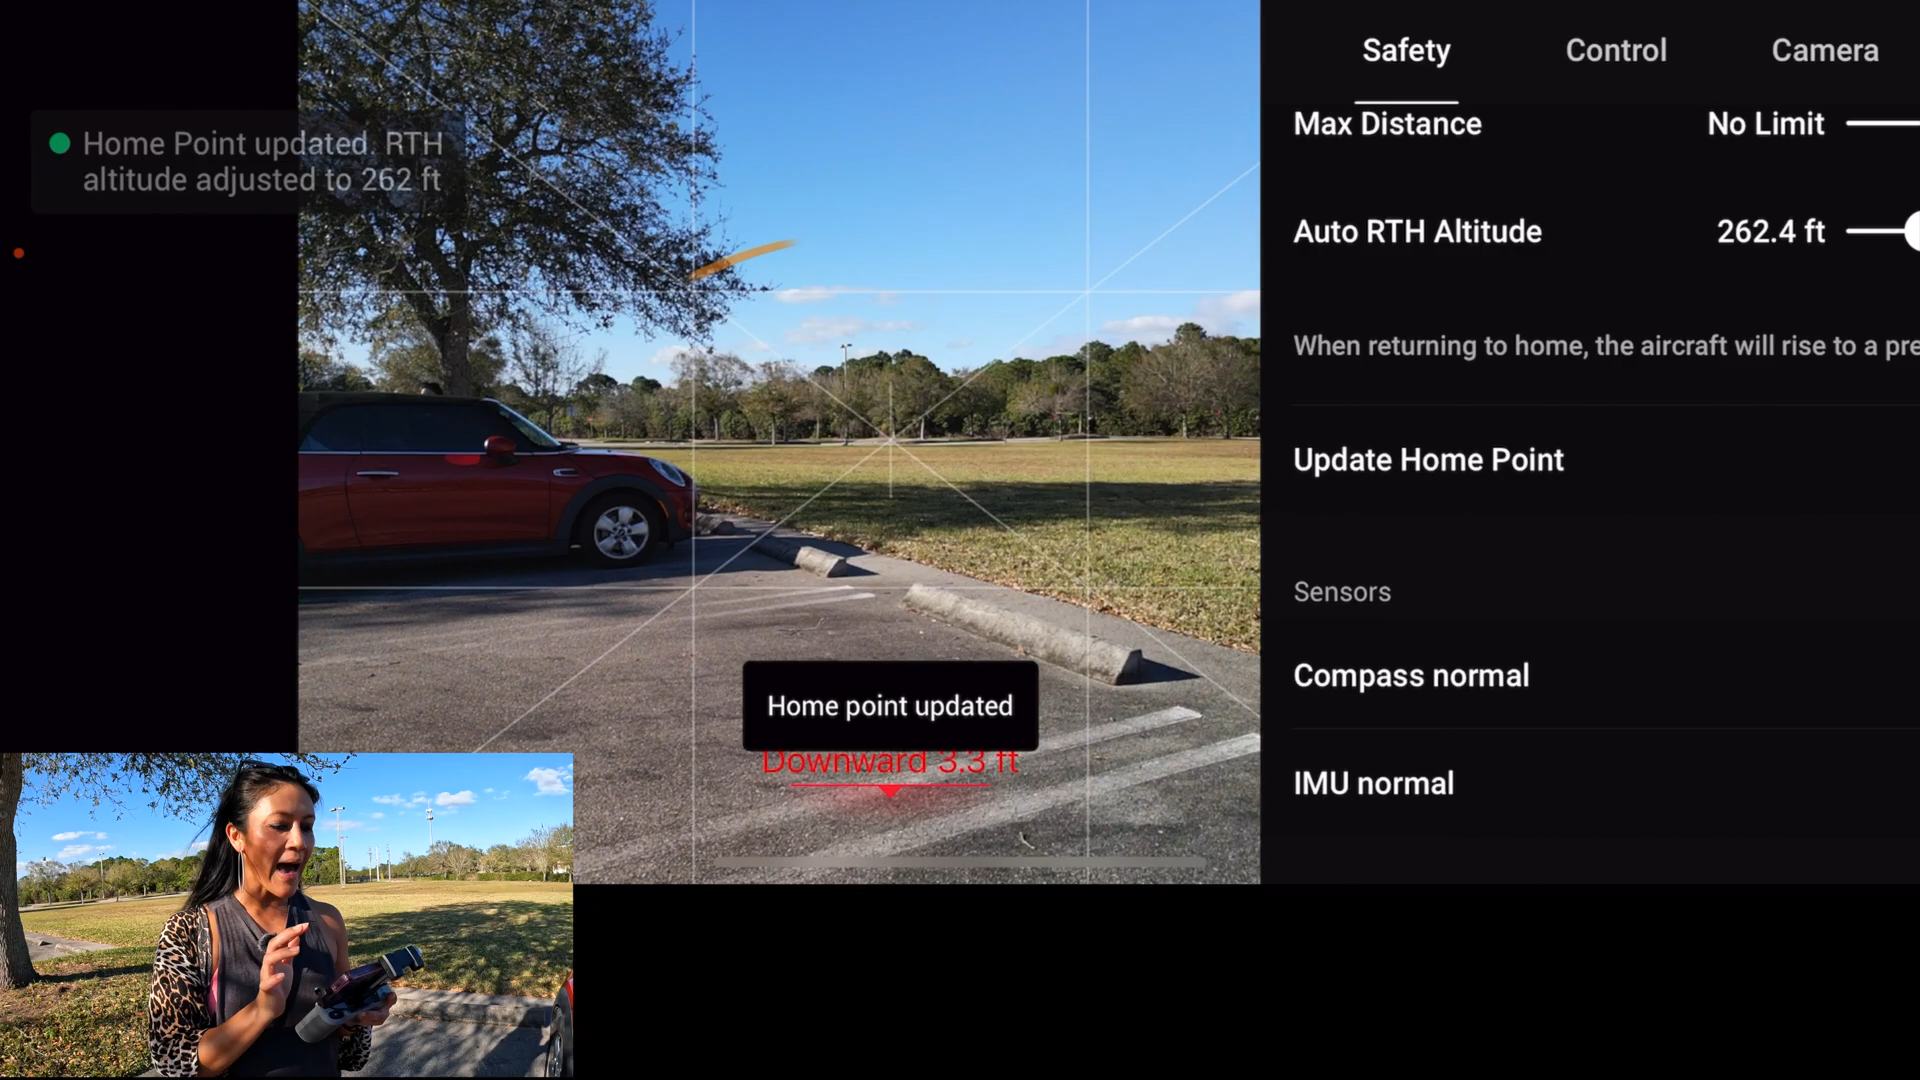 Safety Control Camera
Home Point updated. RTH
altitude adjusted to 262 ft
Max Distance No Limit
Auto RTH Altitude 262.4 ft
When returning to home, the aircraft will rise to a pre
Update Home Point
Sensors
Compass normal
IMU normal
Home point updated
Downward 3.3 ft